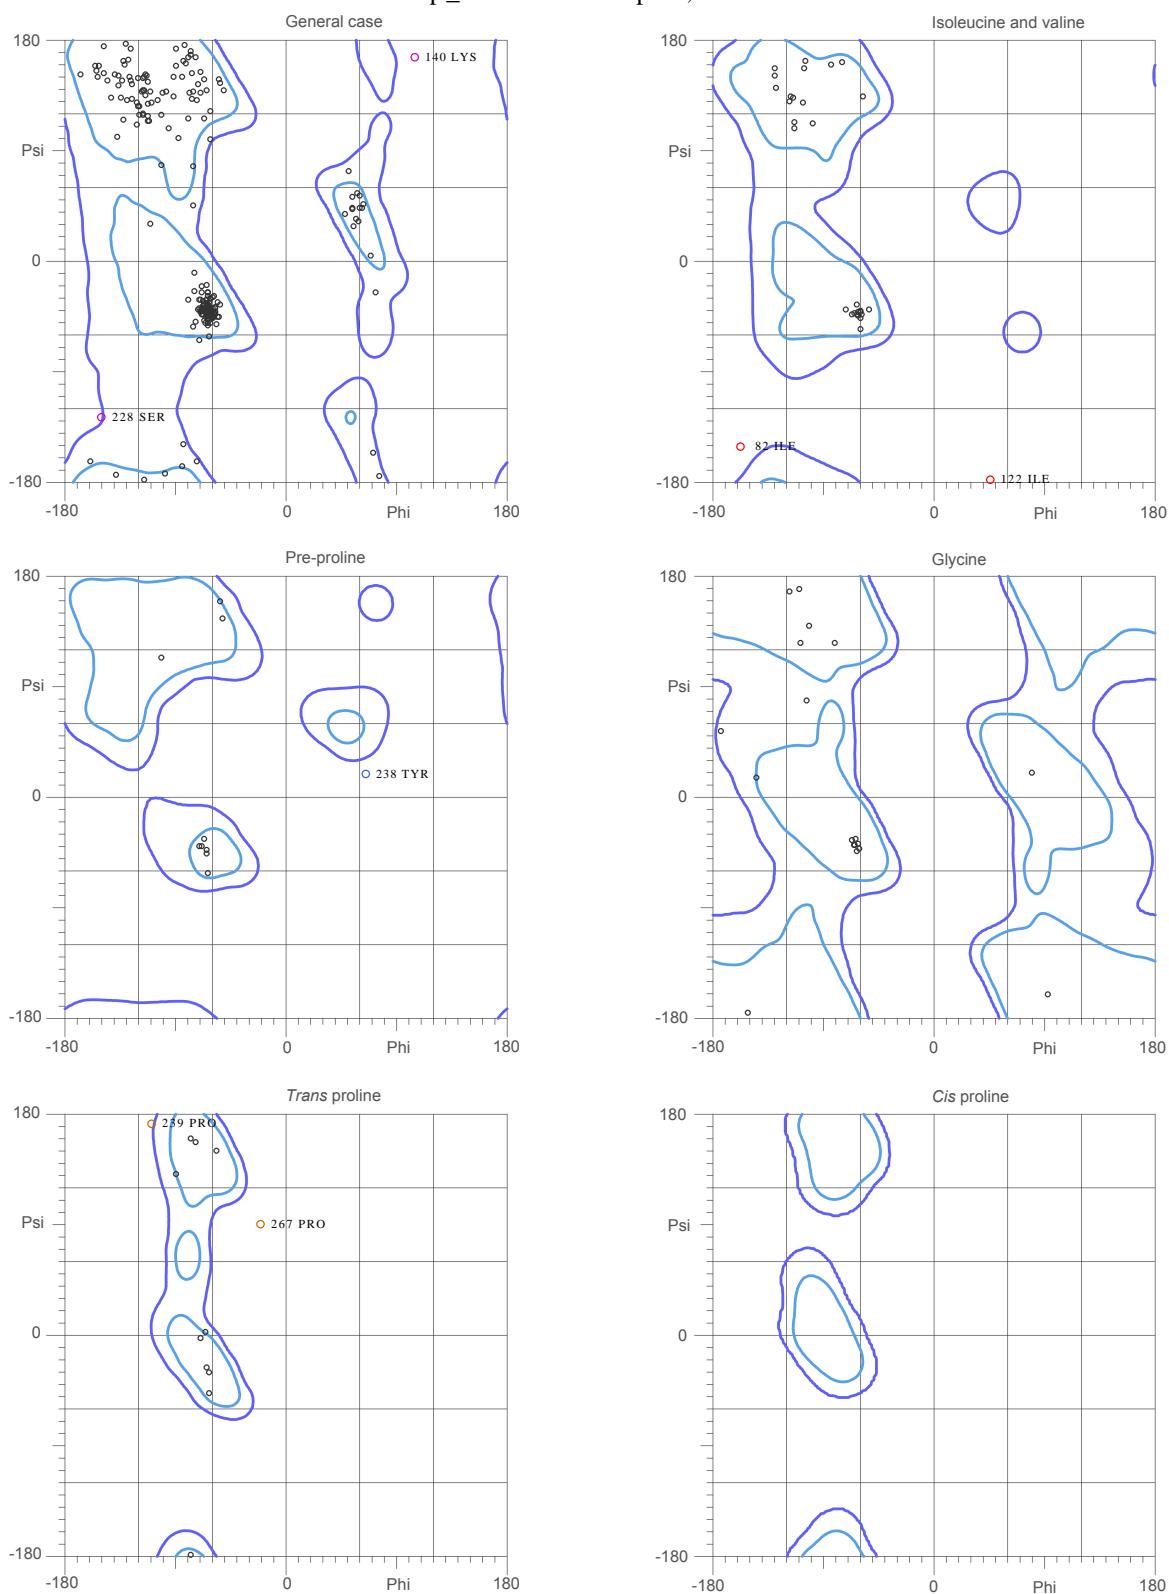 General case
180
140 LYS
Psi
0
228 SER
-180
-180
0
Phi
180
Isoleucine and valine
180
Psi
0
82 ILE
122 ILE
-180
-180
0
Phi
180
Pre-proline
180
Psi
238 TYR
0
-180
-180
0
Phi
180
Glycine
180
Psi
0
-180
-180
0
Phi
180
Trans proline
180
239 PRO
Psi
267 PRO
0
-180
-180
0
Phi
180
Cis proline
180
Psi
0
-180
-180
0
Phi
180